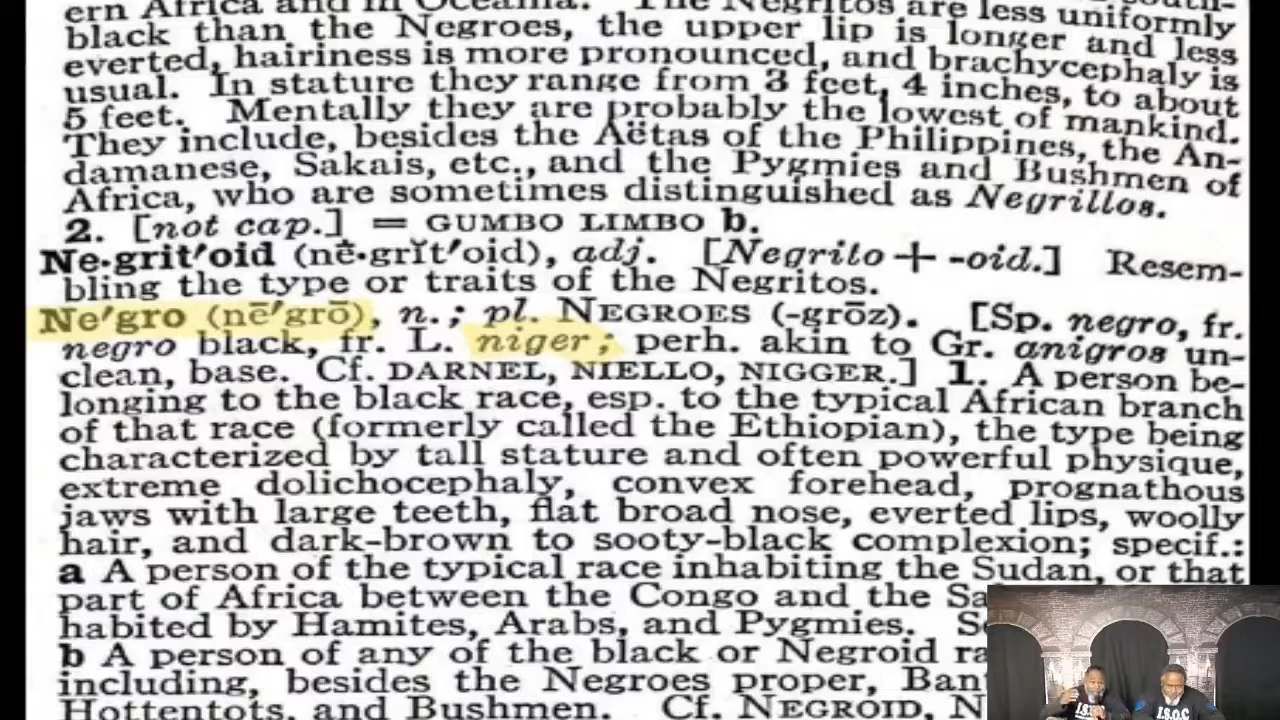 ern Africa and in Oceania. The Negritos are less uniformly
black than the Negroes, the upper lip is longer and less
everted, hairiness is more pronounced, and brachycephaly is
usual. In stature they range from 3 feet, 4 inches, to about
5 feet. Mentally they are probably the lowest of mankind.
They include, besides the Aëtas of the Philippines, the An-
damanese, Sakais, etc., and the Pygmies and Bushmen of
Africa, who are sometimes distinguished as Negrillos.
2. [not cap.] = GUMBO LIMBO b.
Ne·grit′oid (nē·grĭt′oid), adj. [Negrito + -oid.] Resem-
bling the type or traits of the Negritos.
Ne′gro (nē′grō), n.; pl. NEGROES (-grōz). [Sp. negro, fr.
negro black, fr. L. niger; perh. akin to Gr. anigros un-
clean, base. Cf. DARNEL, NIELLO, NIGGER.] 1. A person be-
longing to the black race, esp. to the typical African branch
of that race (formerly called the Ethiopian), the type being
characterized by tall stature and often powerful physique,
extreme dolichocephaly, convex forehead, prognathous
jaws with large teeth, flat broad nose, everted lips, woolly
hair, and dark-brown to sooty-black complexion; specif.:
a A person of the typical race inhabiting the Sudan, or that
part of Africa between the Congo and the Sa
habited by Hamites, Arabs, and Pygmies. S
b A person of any of the black or Negroid ra
including, besides the Negroes proper, Ban
Hottentots, and Bushmen. Cf. NEGROID, N
I.S.O.C